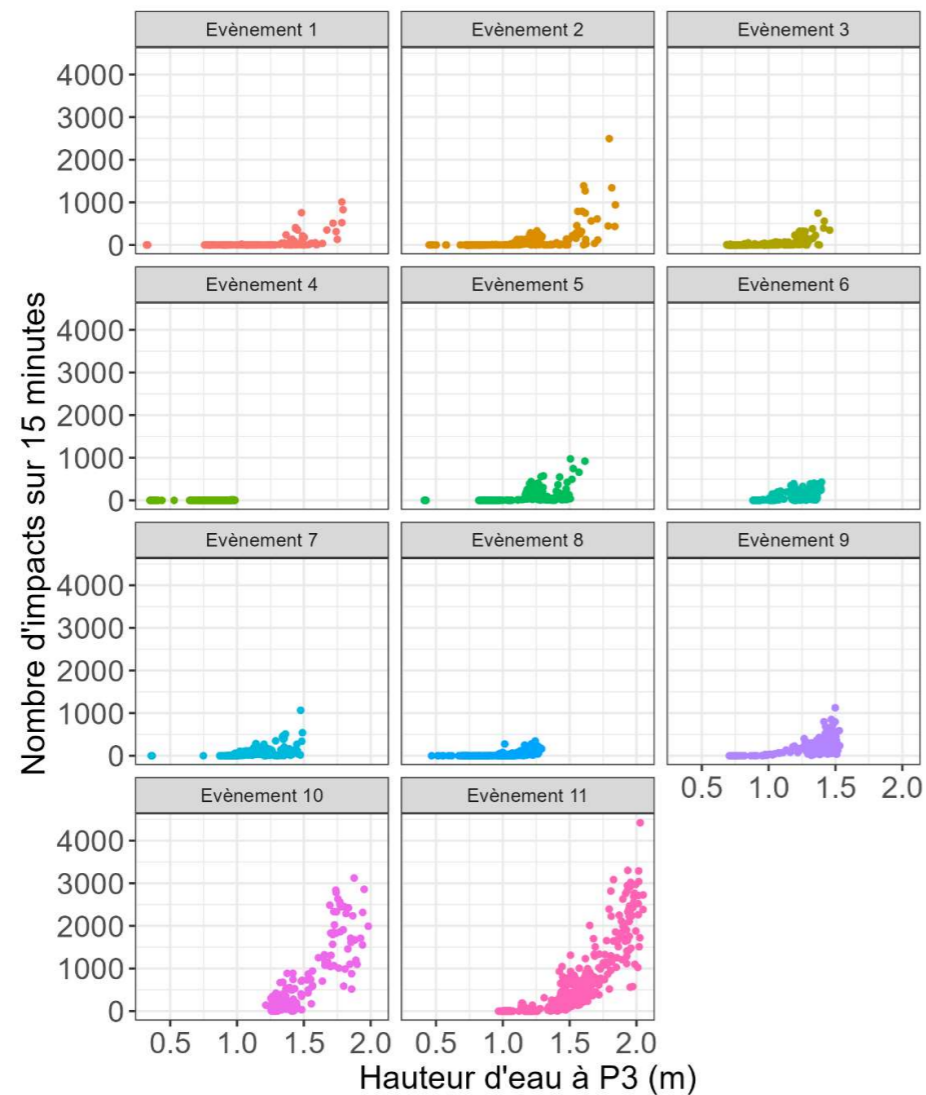 Evènement 1 Evènement 2 Evènement 3
4000
3000
2000
1000
0
Evènement 4 Evènement 5 Evènement 6
4000
3000
2000
1000
0
Evènement 7 Evènement 8 Evènement 9
4000
3000
2000
1000
0
0.5 1.0 1.5 2.0
Evènement 10 Evènement 11
4000
3000
2000
1000
0
0.5 1.0 1.5 2.0 0.5 1.0 1.5 2.0
Hauteur d'eau à P3 (m)
Nombre d'impacts sur 15 minutes